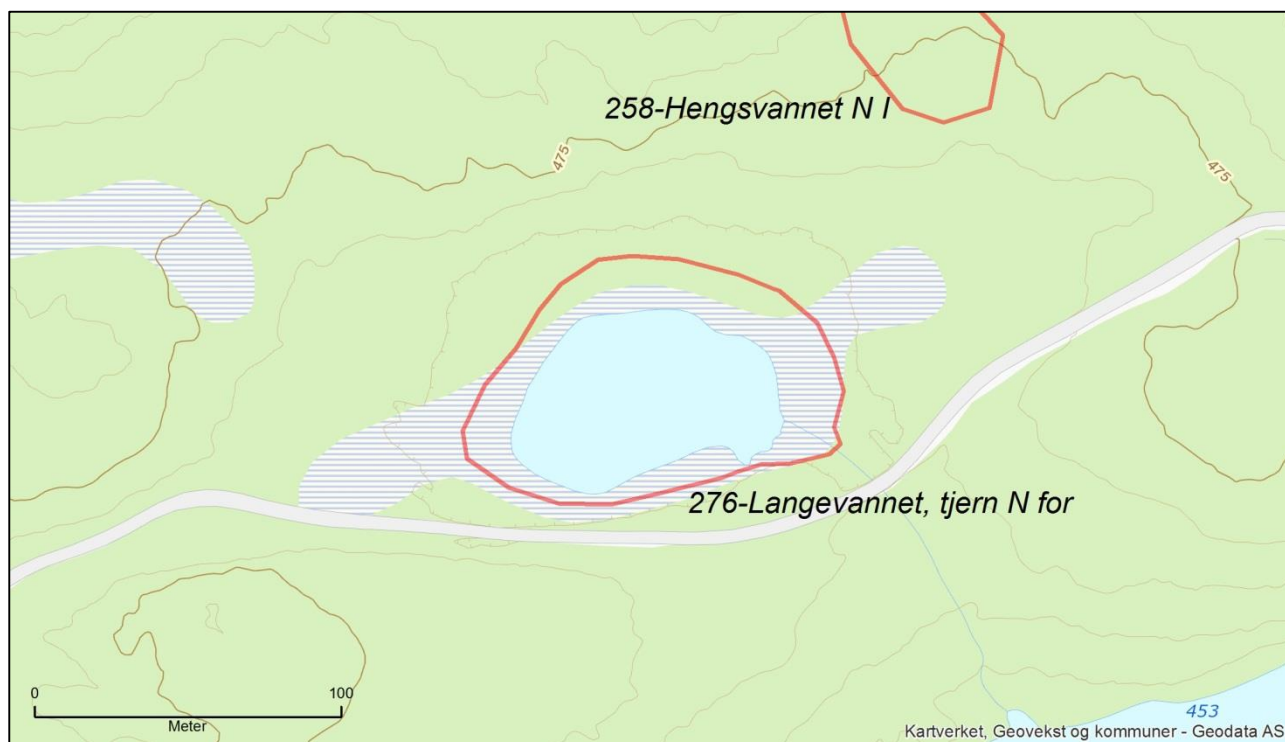 258-Hengsvannet N I
475
475
276-Langevannet, tjern N for
0 100
Meter
453
Kartverket, Geovekst og kommuner - Geodata AS